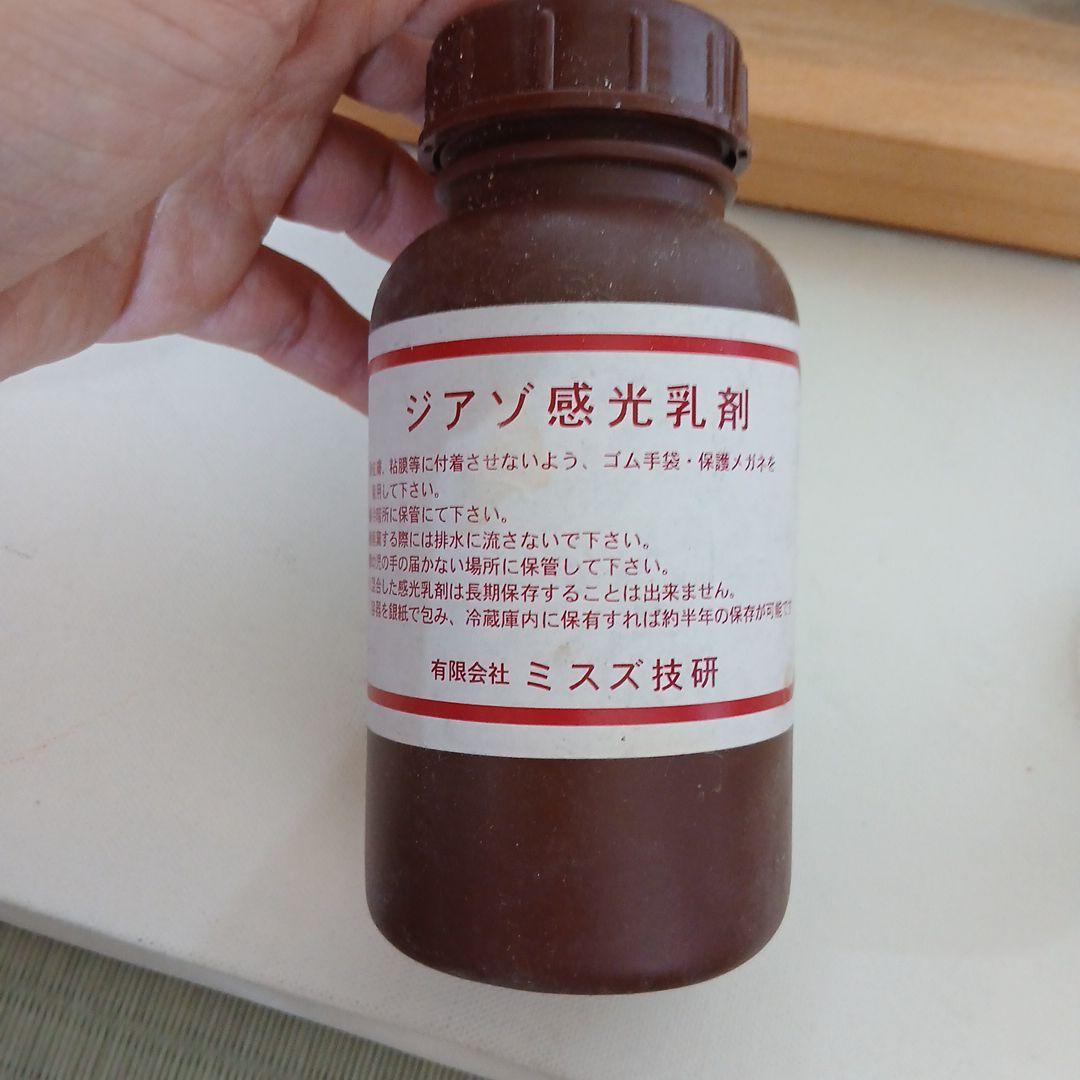 ジアゾ感光乳剤
膚、粘膜等に付着させないよう、ゴム手袋・保護メガネを
用して下さい。
暗所に保管にて下さい。
する際には排水に流さないで下さい。
児の手の届かない場所に保管して下さい。
合した感光乳剤は長期保存することは出来ません。
器を銀紙で包み、冷蔵庫内に保有すれば約半年の保存が可能で
有限会社 ミスズ技研